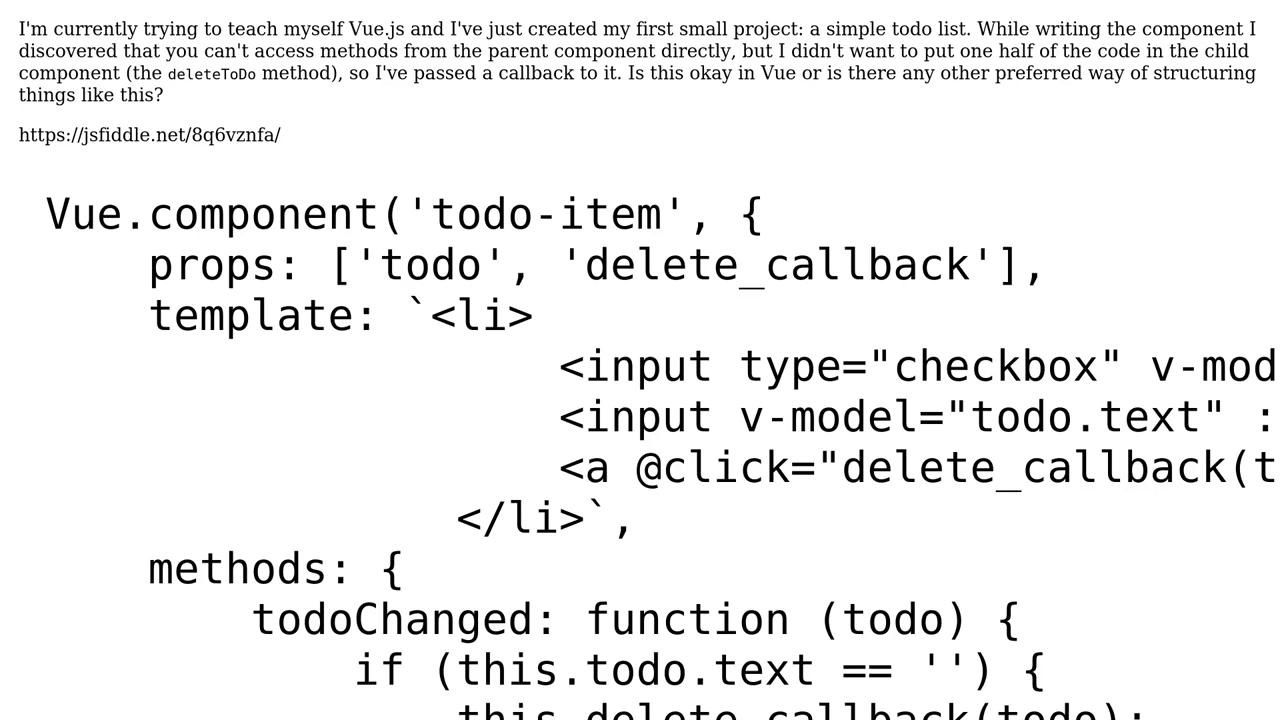 I'm currently trying to teach myself Vue.js and I've just created my first small project: a simple todo list. While writing the component I
discovered that you can't access methods from the parent component directly, but I didn't want to put one half of the code in the child
component (the deleteToDo method), so I've passed a callback to it. Is this okay in Vue or is there any other preferred way of structuring
things like this?
https://jsfiddle.net/8q6vznfa/
Vue.component('todo-item', {
props: ['todo', 'delete_callback'],
template: `<li>
<input type="checkbox" v-mod
<input v-model="todo.text" :
<a @click="delete_callback(t
</li>`,
methods: {
todoChanged: function (todo) {
if (this.todo.text == '') {
this.delete_callback(todo);